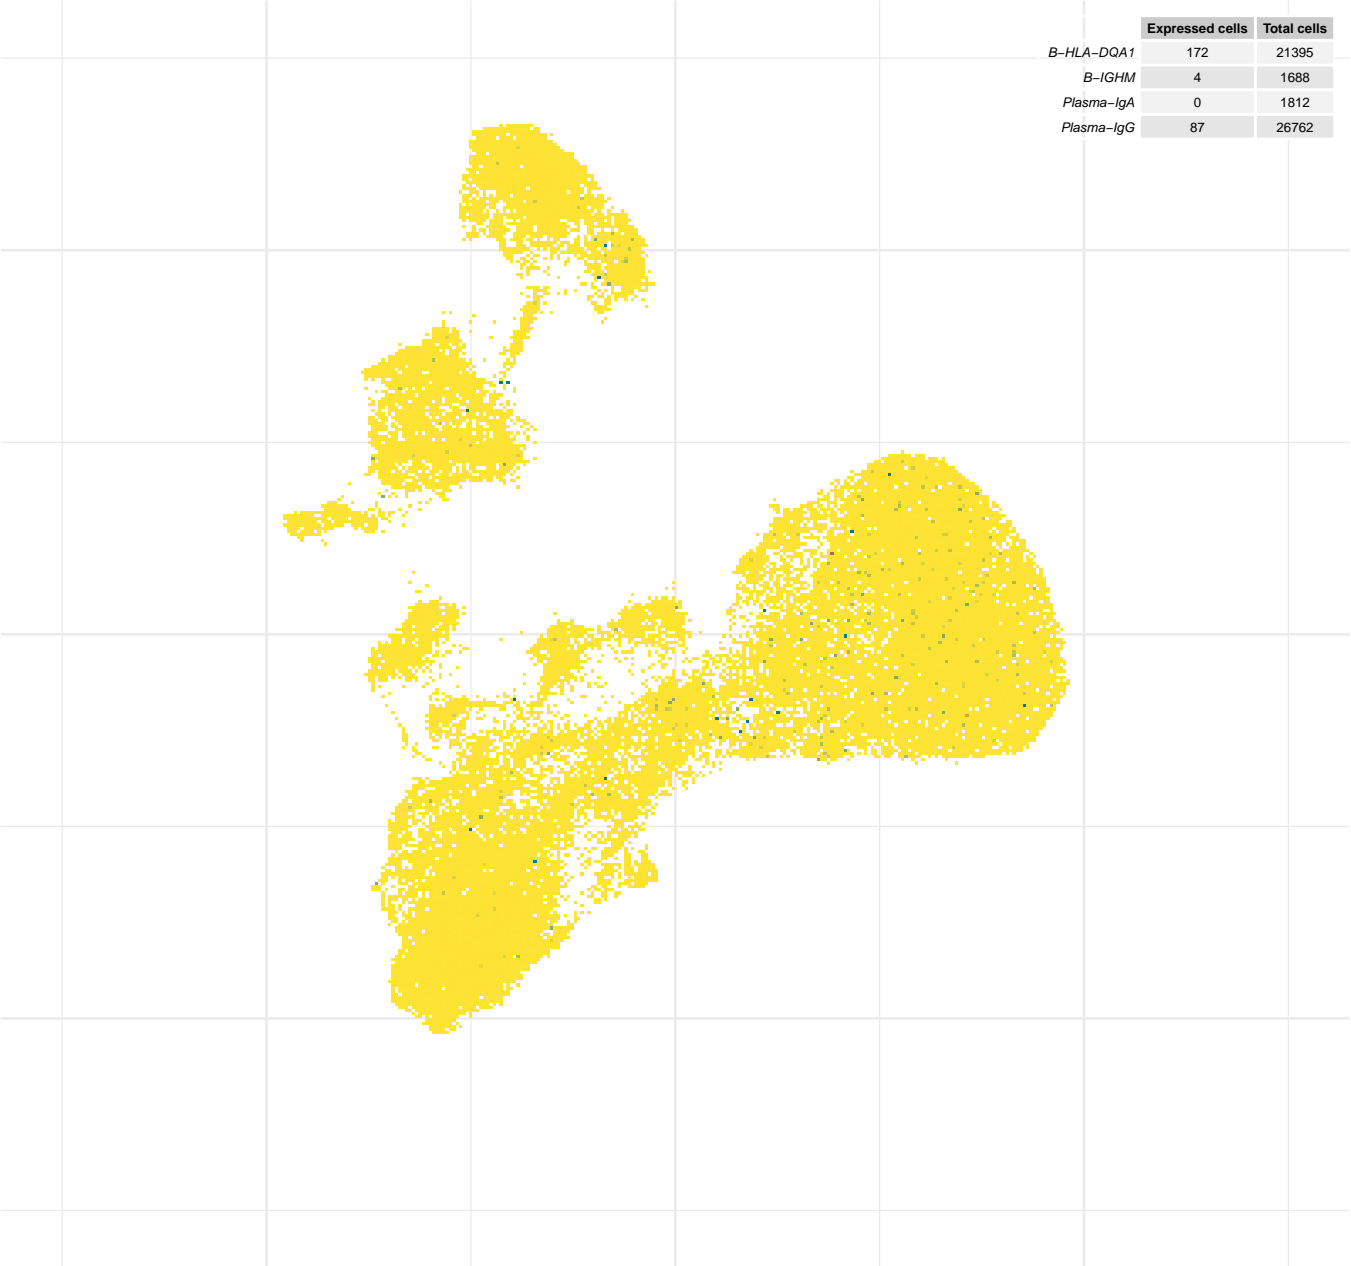 Expressed cells Total cells
B−HLA−DQA1 172 21395
B−IGHM 4 1688
Plasma−IgA 0 1812
Plasma−IgG 87 26762